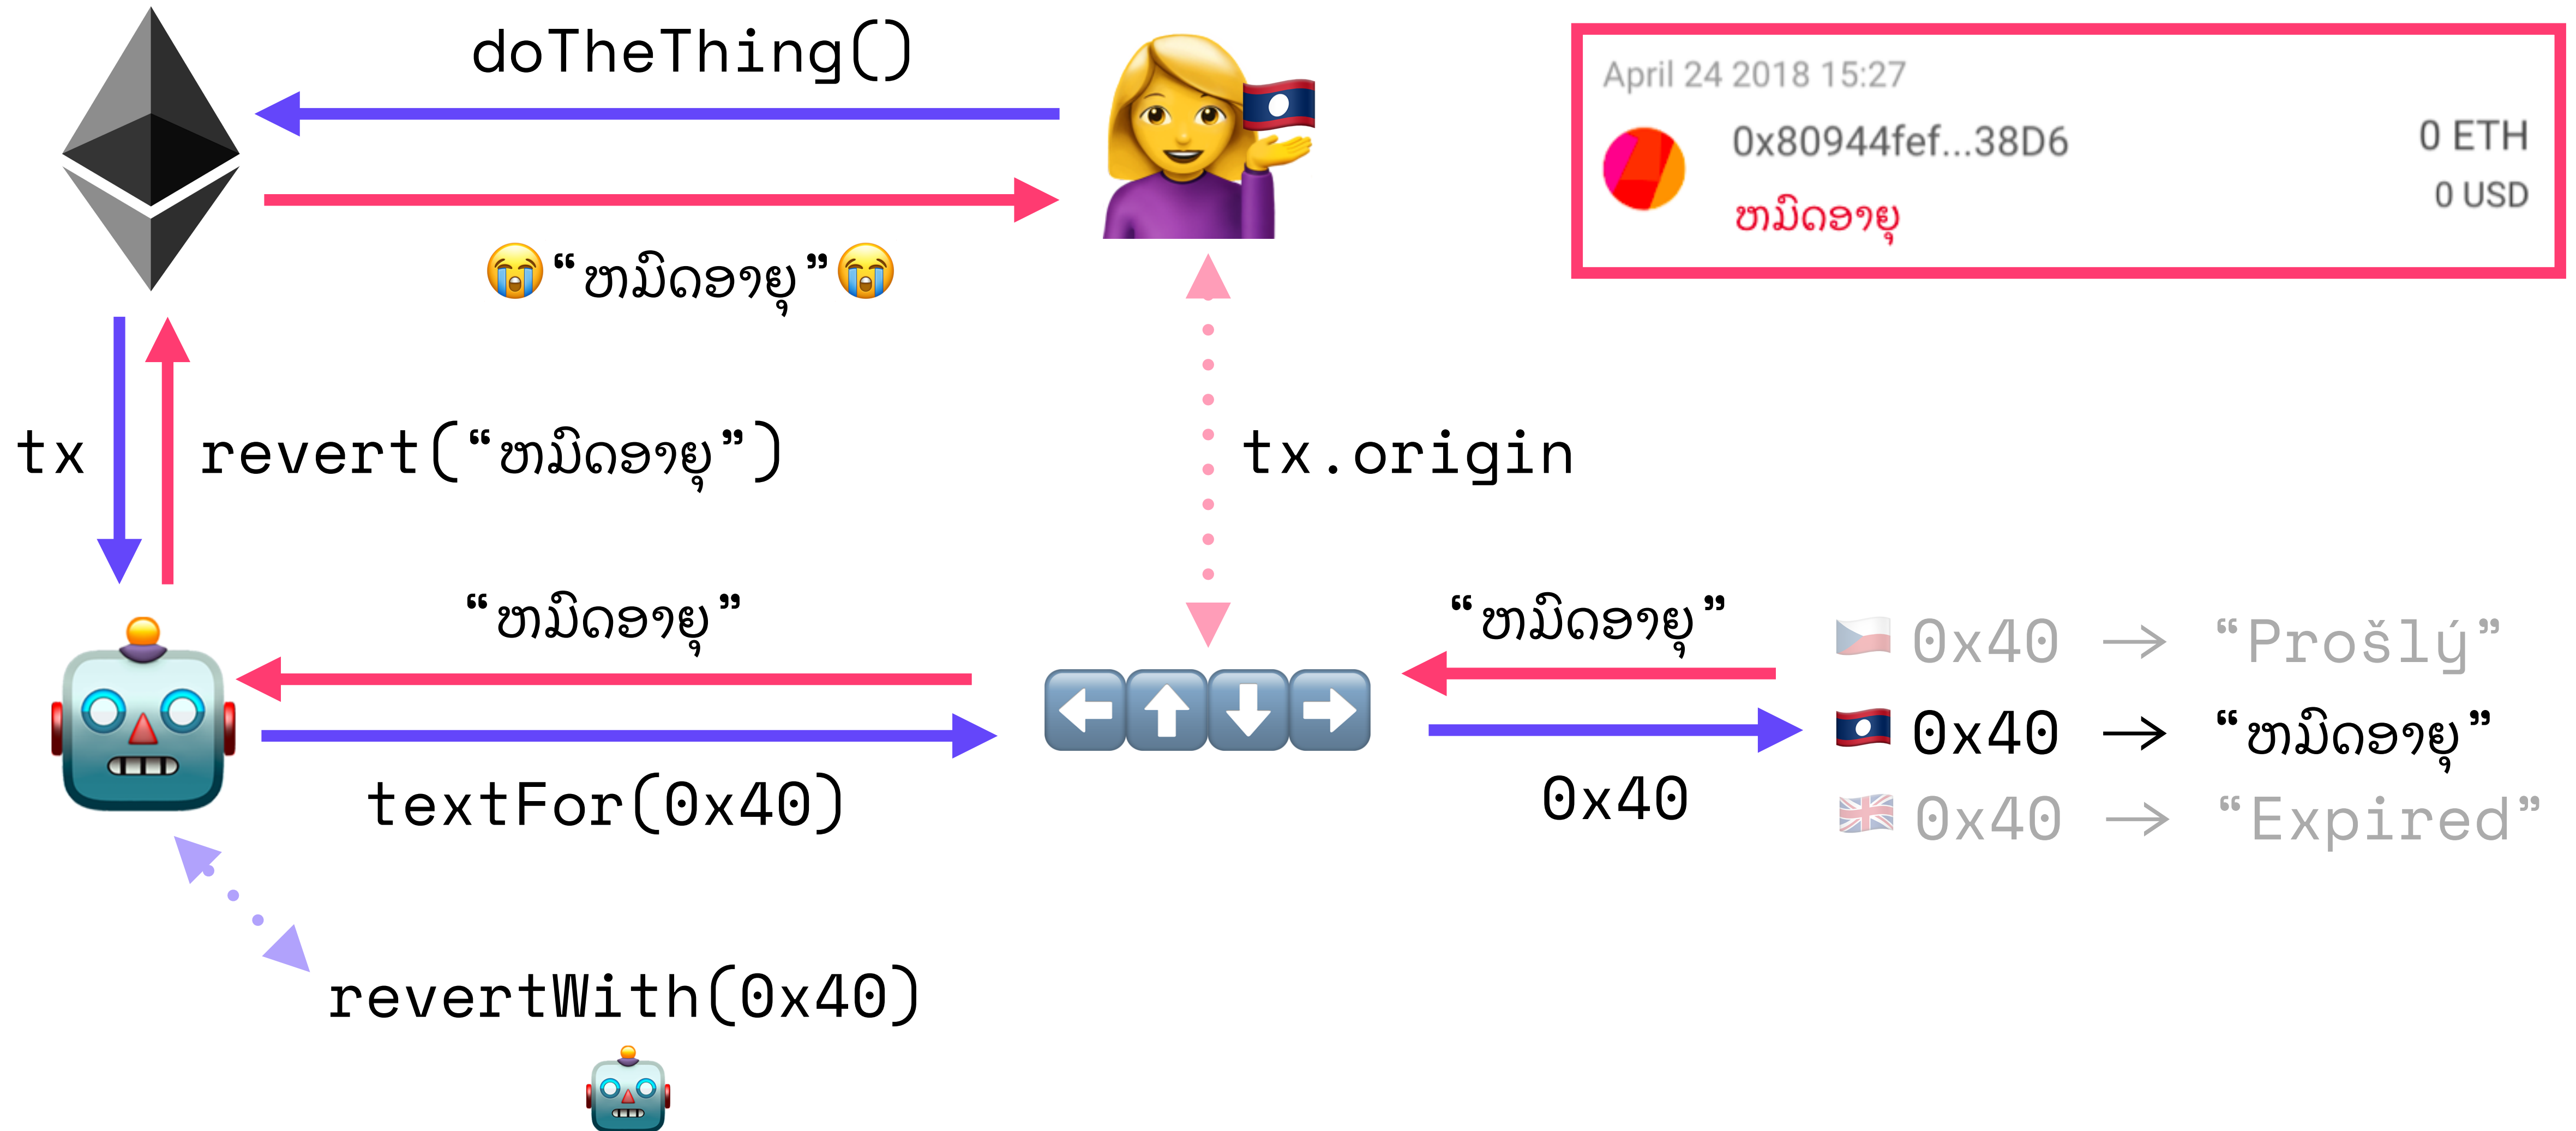 doTheThing()
April 24 2018 15:27
0x80944fef...38D6
0 ETH
ຫມົດອາຍຸ
0 USD
“ຫມົດອາຍຸ”
tx
revert(“ຫມົດອາຍຸ”)
tx.origin
“ຫມົດອາຍຸ”
“ຫມົດອາຍຸ”
0x40 → “Prošlý”
0x40 → “ຫມົດອາຍຸ”
0x40 → “Expired”
textFor(0x40)
0x40
revertWith(0x40)